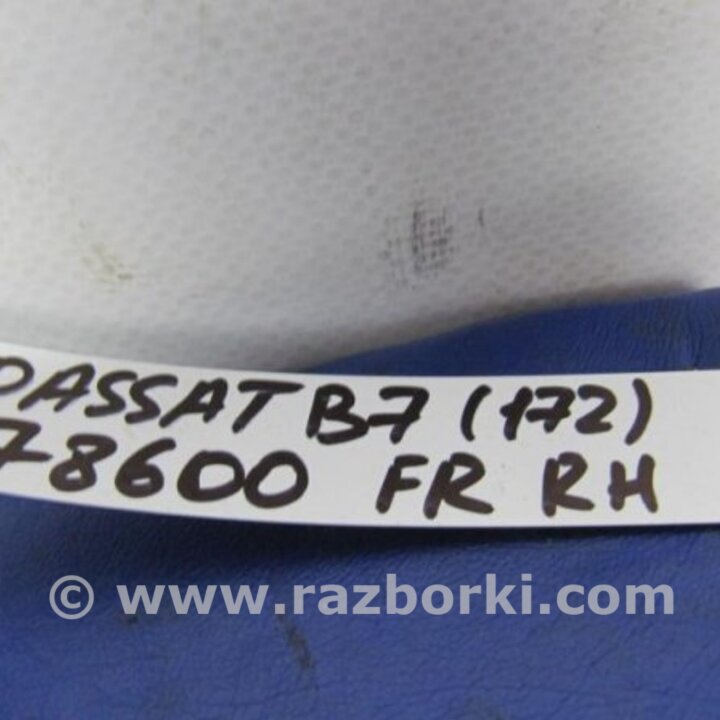 PASSAT B7 (172)
78600 FR RH
© www.razborki.com